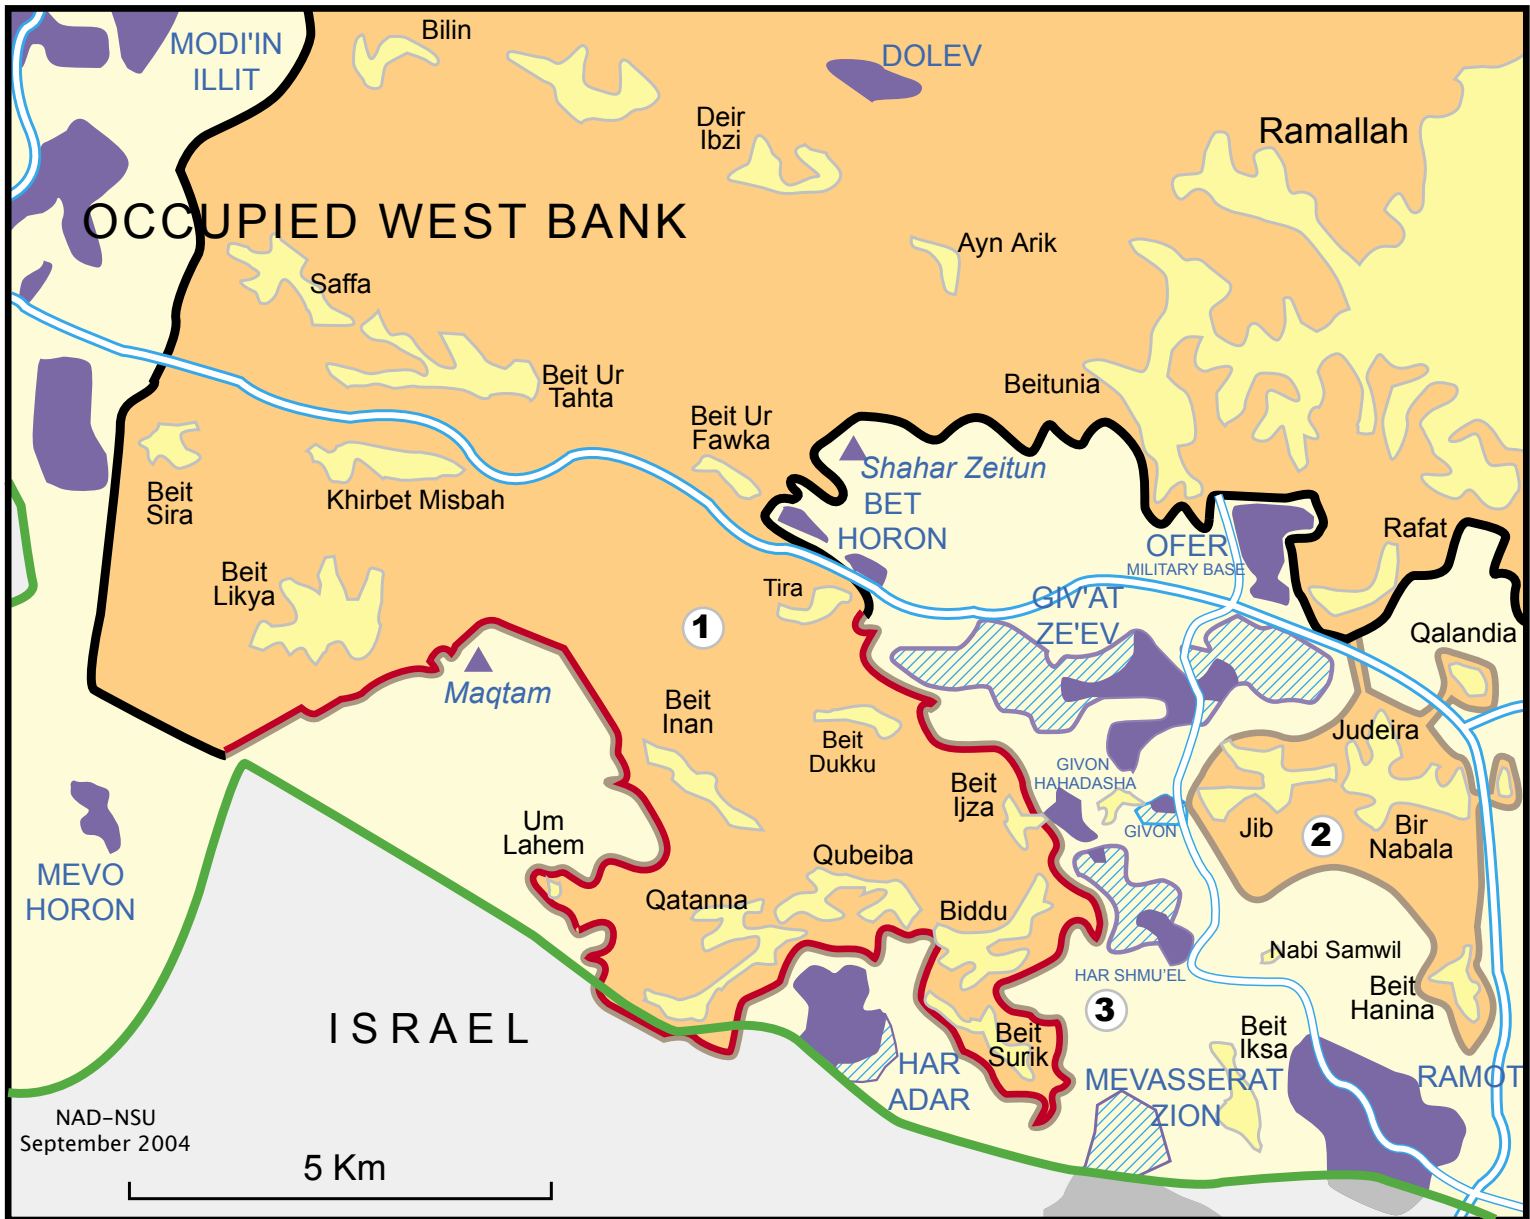 MODI'IN
ILLIT
Bilin
DOLEV
Deir
Ibzi
Ramallah
OCCUPIED WEST BANK
Ayn Arik
Saffa
Beit Ur
Tahta
Beitunia
Beit Ur
Fawka
Shahar Zeitun
BET
HORON
Beit
Sira
Khirbet Misbah
OFER
MILITARY BASE
Rafat
Beit
Likya
Tira
GIV'AT
ZE'EV
1
Qalandia
Maqtam
Beit
Inan
Beit
Dukku
Judeira
GIVON
HAHADASHA
Beit
Ijza
GIVON
Jib
2
Bir
Nabala
Um
Lahem
Qubeiba
MEVO
HORON
Qatanna
Biddu
Nabi Samwil
HAR SHMU'EL
Beit
Hanina
3
ISRAEL
Beit
Surik
Beit
Iksa
HAR
ADAR
MEVASSERAT
ZION
RAMOT
NAD-NSU
September 2004
5 Km